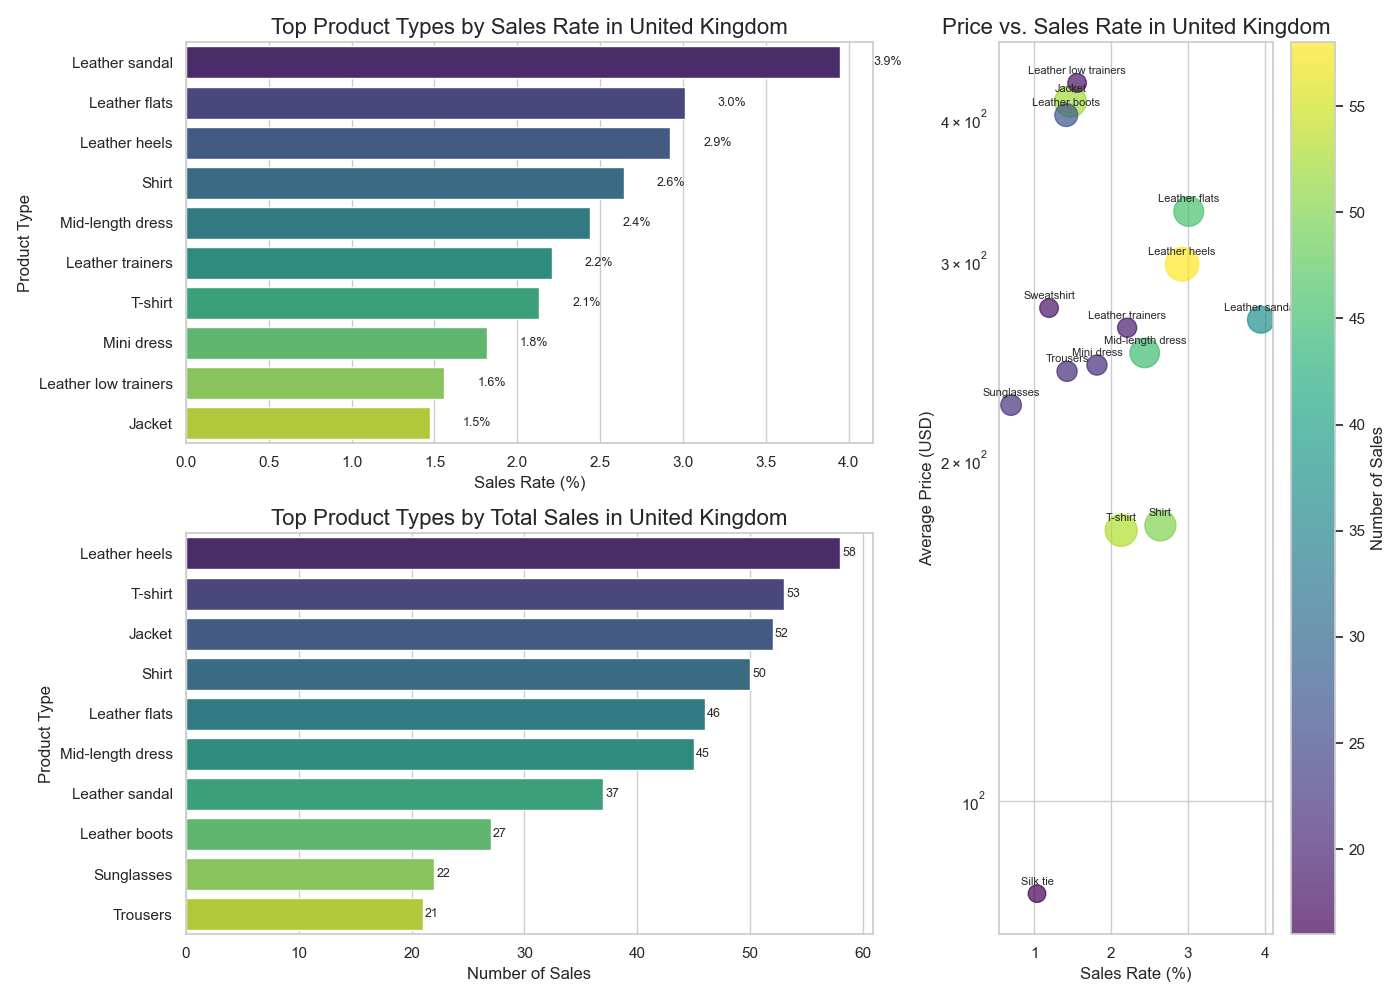 Top Product Types by Sales Rate in United Kingdom
Product Type
Leather sandal
3.9%
Leather flats
3.0%
Leather heels
2.9%
Shirt
2.6%
Mid-length dress
2.4%
Leather trainers
2.2%
T-shirt
2.1%
Mini dress
1.8%
Leather low trainers
1.6%
Jacket
1.5%
0.0 0.5 1.0 1.5 2.0 2.5 3.0 3.5 4.0
Sales Rate (%)
Top Product Types by Total Sales in United Kingdom
Product Type
Leather heels
58
T-shirt
53
Jacket
52
Shirt
50
Leather flats
46
Mid-length dress
45
Leather sandal
37
Leather boots
27
Sunglasses
22
Trousers
21
0 10 20 30 40 50 60
Number of Sales
Price vs. Sales Rate in United Kingdom
Average Price (USD)
4 × 10²
3 × 10²
2 × 10²
10²
Leather low trainers
Jacket
Leather boots
Leather flats
Leather heels
Sweatshirt
Leather sanda
Leather trainers
Mid-length dress
Mini dress
Trousers
Sunglasses
T-shirt
Shirt
Silk tie
1 2 3 4
Sales Rate (%)
55
50
45
40
35
30
25
20
Number of Sales